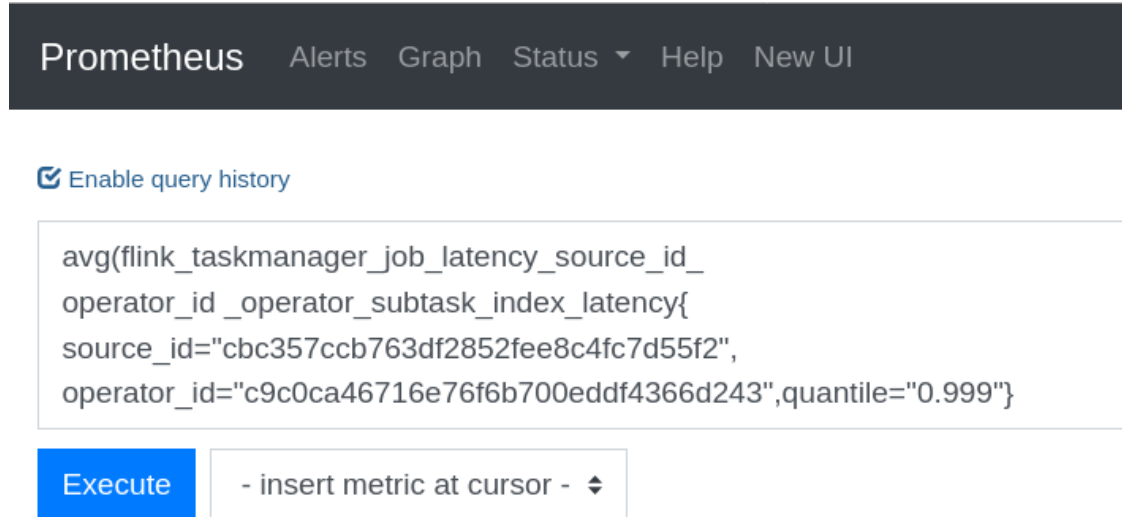 Prometheus Alerts Graph Status Help New UI
Enable query history
avg(flink_taskmanager_job_latency_source_id_
operator_id _operator_subtask_index_latency{
source_id="cbc357ccb763df2852fee8c4fc7d55f2",
operator_id="c9c0ca46716e76f6b700eddf4366d243",quantile="0.999"}
Execute - insert metric at cursor -